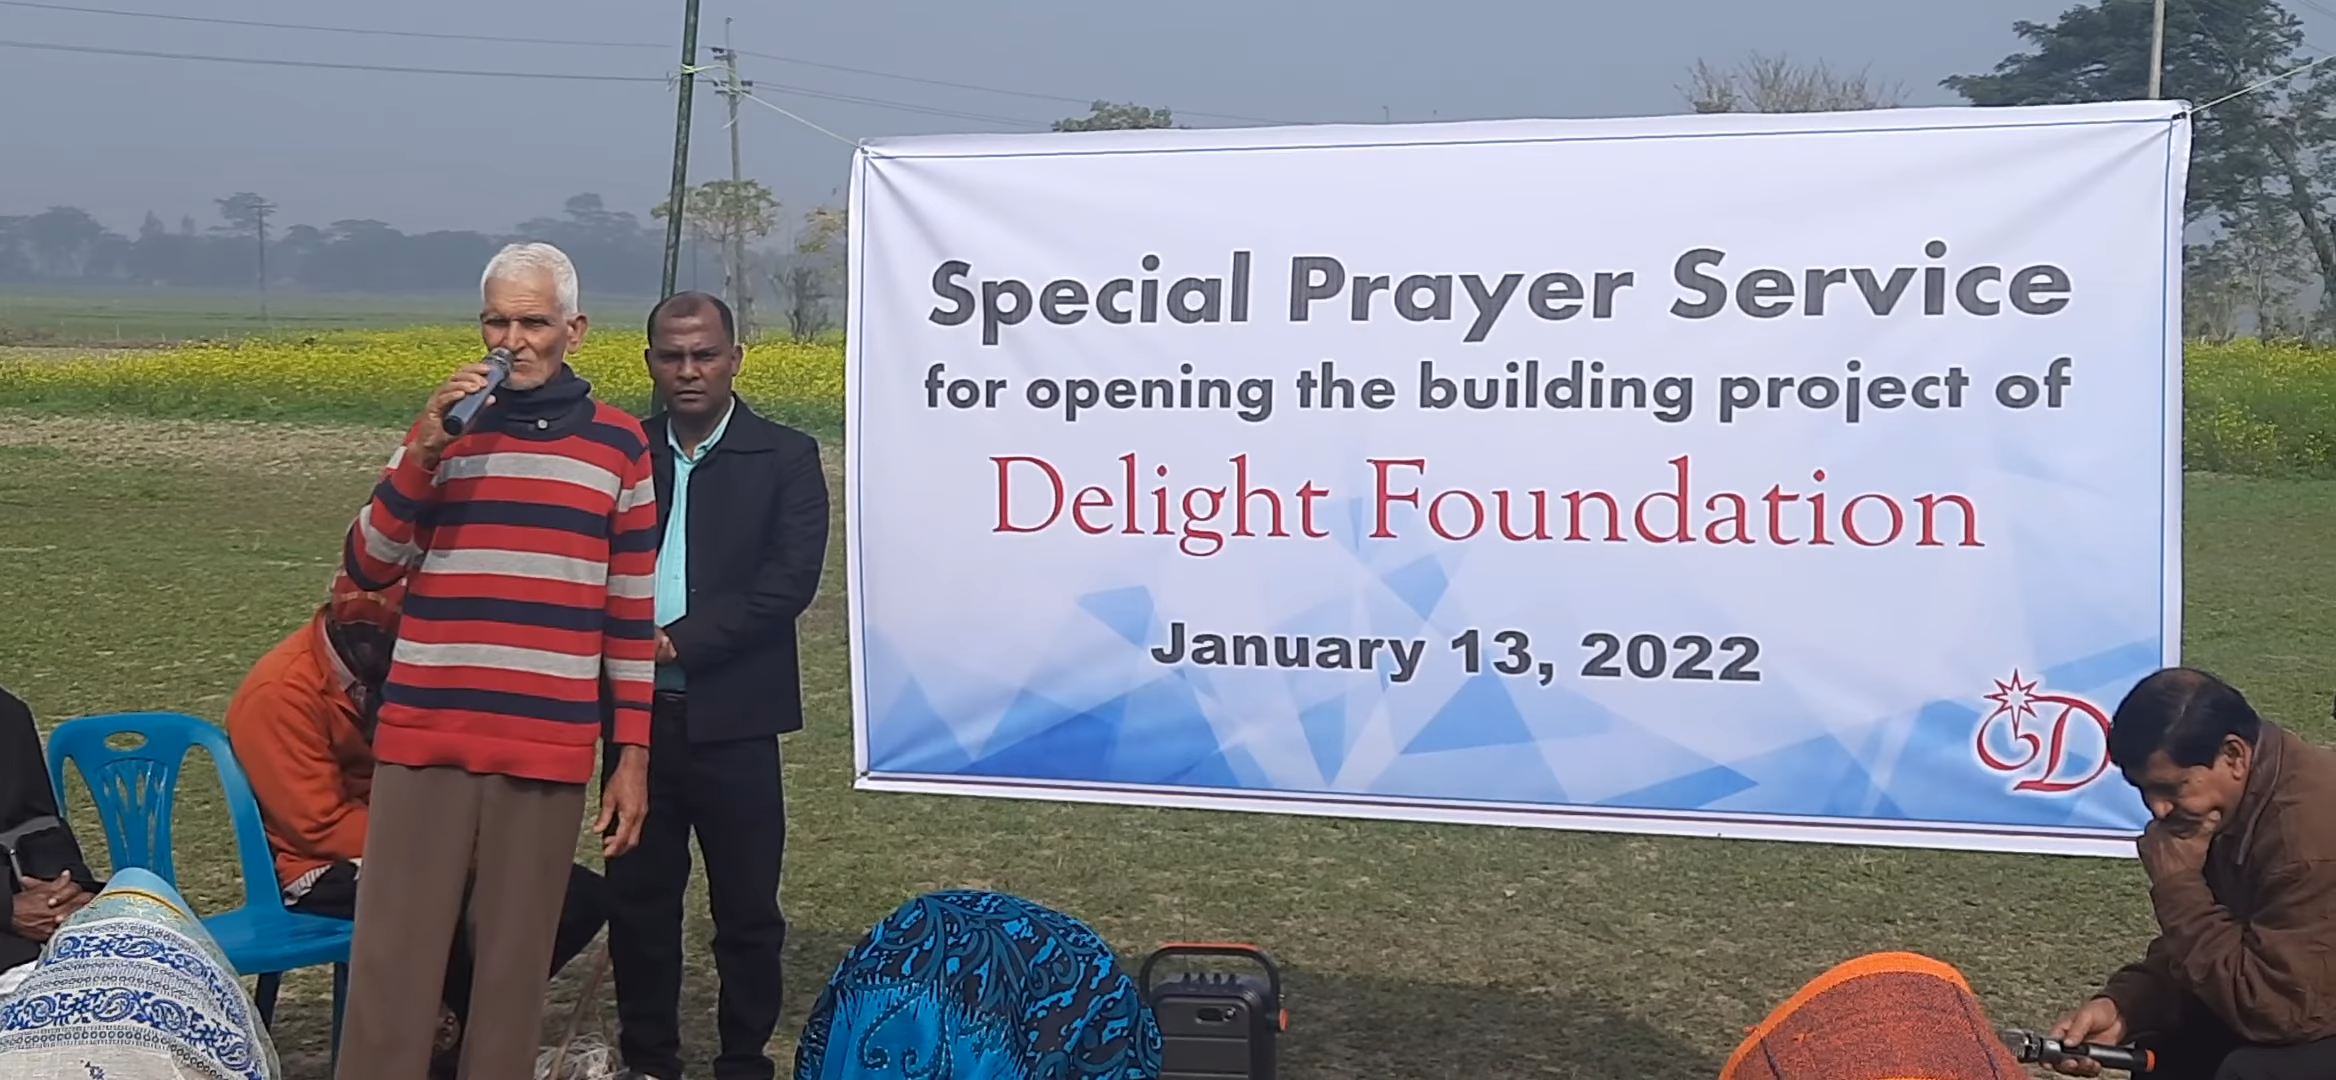 Special Prayer Service
for opening the building project of
Delight Foundation
January 13, 2022